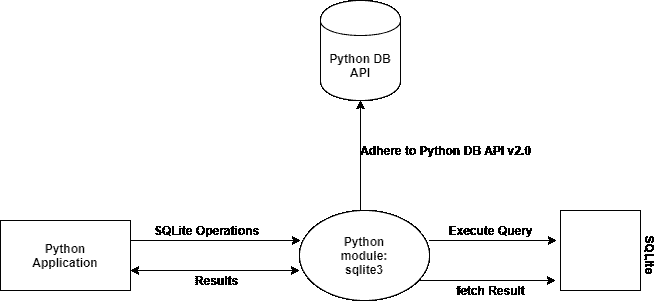 Python DB
API
Adhere to Python DB API v2.0
SQLite Operations
Python
Application
Results
Python
module:
sqlite3
Execute Query
fetch Result
SQLite